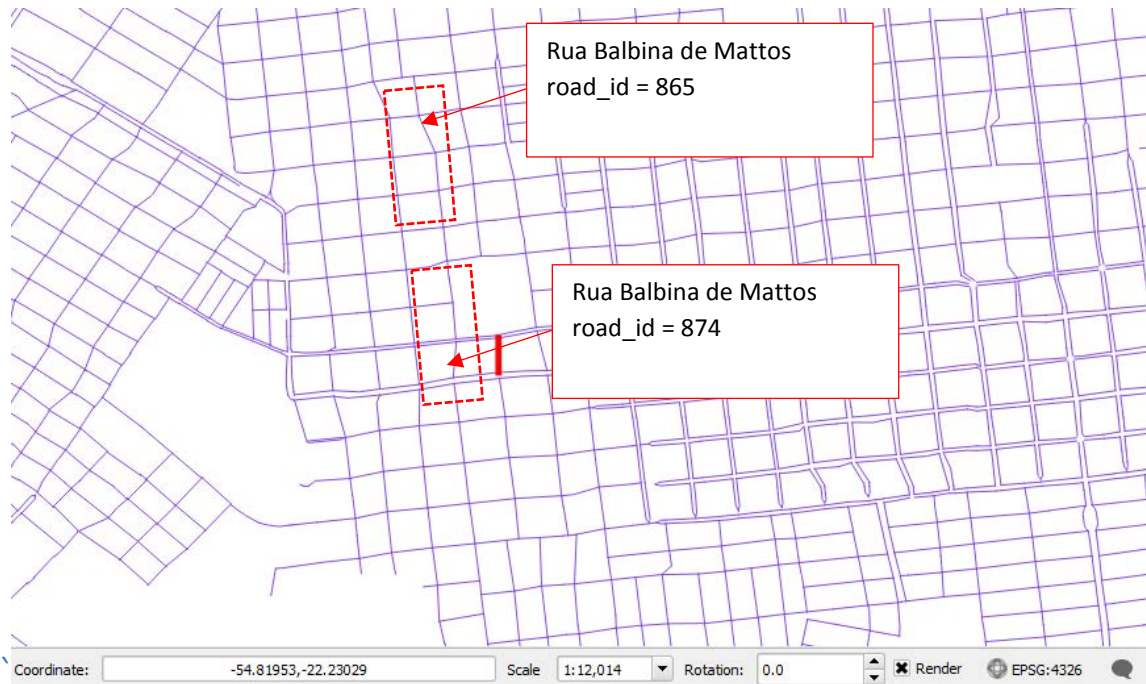 Rua Balbina de Mattos
road_id = 865
Rua Balbina de Mattos
road_id = 874
Coordinate: -54.81953,-22.23029 Scale 1:12,014 Rotation: 0.0 Render EPSG:4326